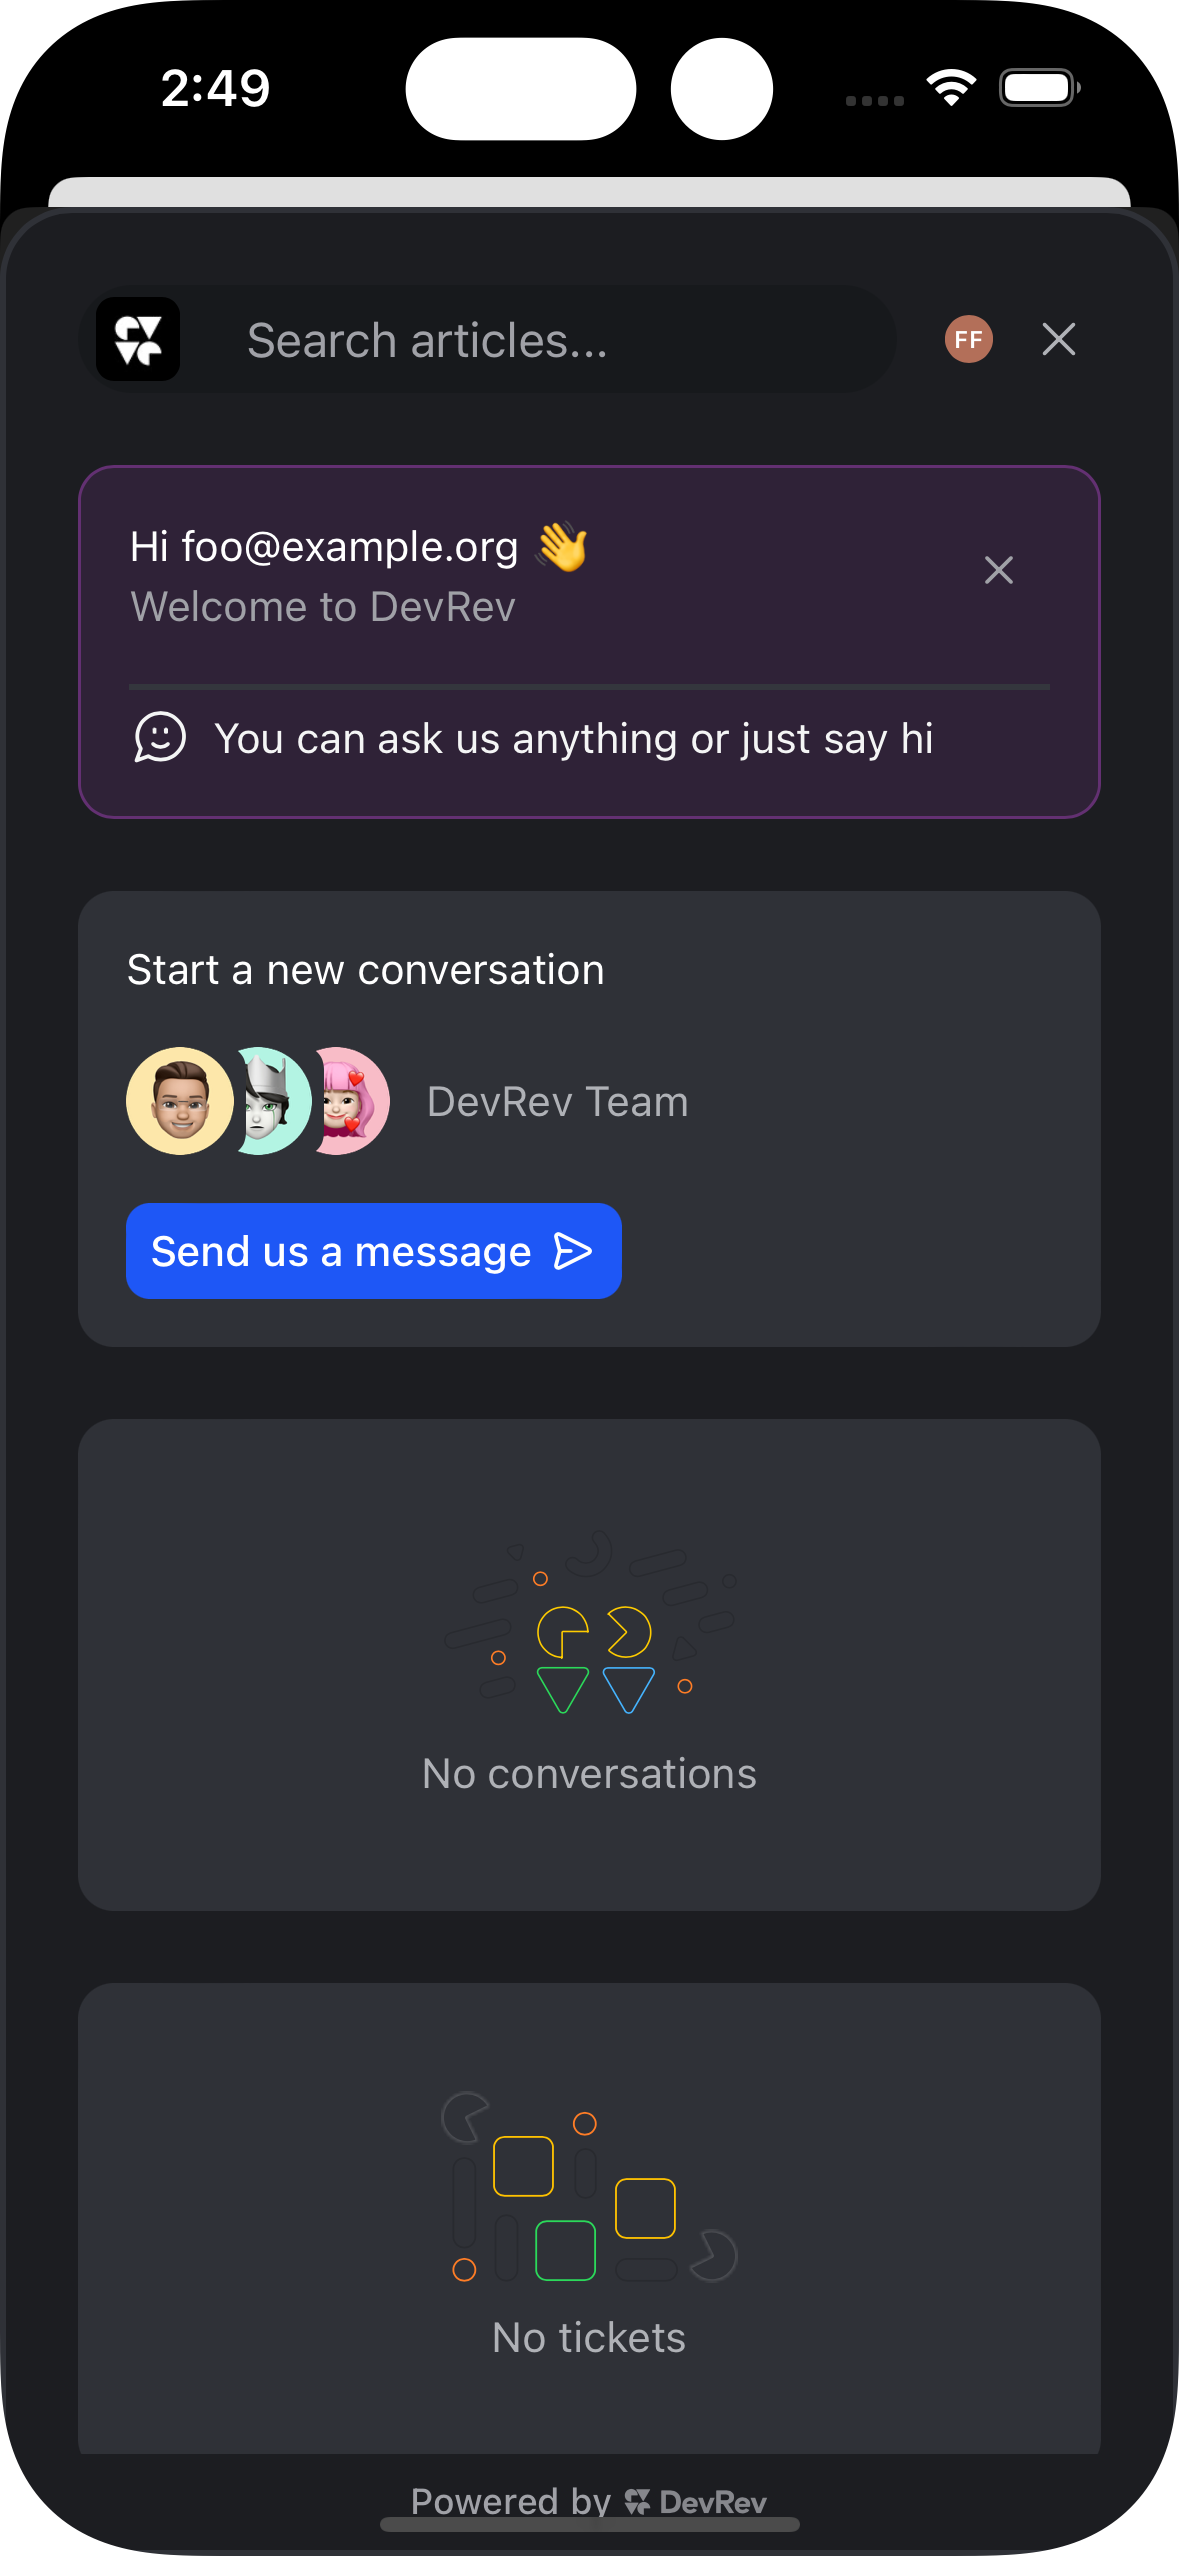 2:49
Search articles...
FF
Hi foo@example.org 👋
Welcome to DevRev
You can ask us anything or just say hi
Start a new conversation
DevRev Team
Send us a message
No conversations
No tickets
Powered by DevRev